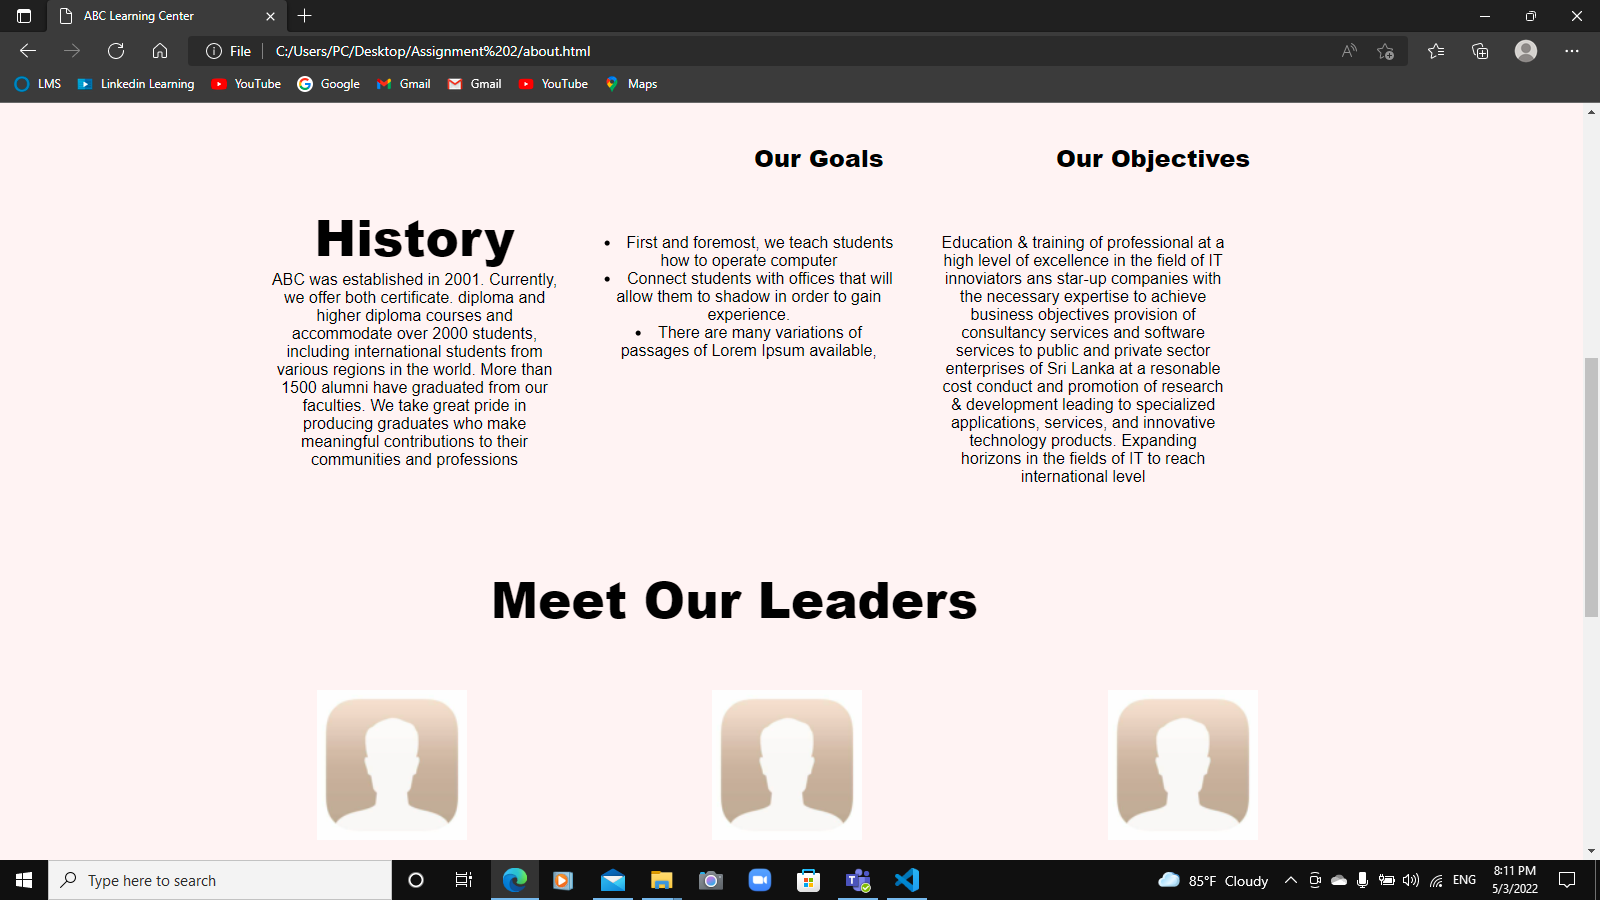 ABC Learning Center
File
C:/Users/PC/Desktop/Assignment%202/about.html
LMS
Linkedin Learning
YouTube
Google
Gmail
Gmail
YouTube
Maps
Our Goals
Our Objectives
History
ABC was established in 2001. Currently,
we offer both certificate. diploma and
higher diploma courses and
accommodate over 2000 students,
including international students from
various regions in the world. More than
1500 alumni have graduated from our
faculties. We take great pride in
producing graduates who make
meaningful contributions to their
communities and professions
• First and foremost, we teach students
how to operate computer
• Connect students with offices that will
allow them to shadow in order to gain
experience.
• There are many variations of
passages of Lorem Ipsum available,
Education & training of professional at a
high level of excellence in the field of IT
innoviators ans star-up companies with
the necessary expertise to achieve
business objectives provision of
consultancy services and software
services to public and private sector
enterprises of Sri Lanka at a resonable
cost conduct and promotion of research
& development leading to specialized
applications, services, and innovative
technology products. Expanding
horizons in the fields of IT to reach
international level
Meet Our Leaders
Type here to search
85°F Cloudy
ENG
8:11 PM
5/3/2022